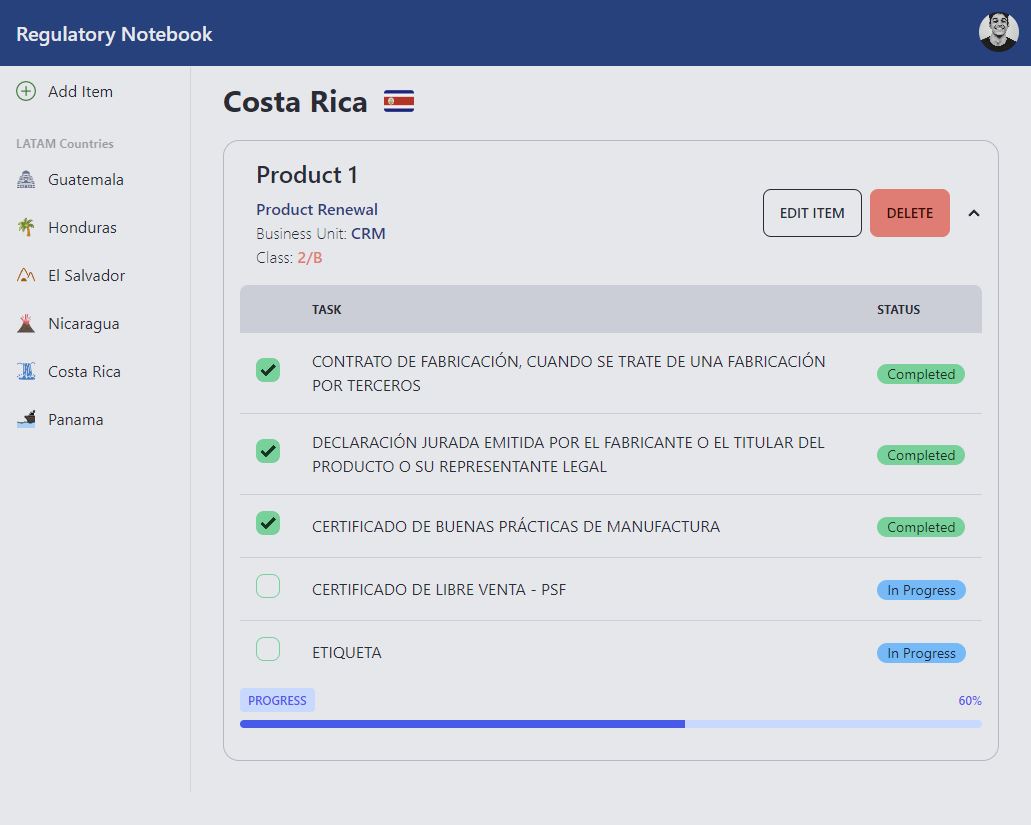 Regulatory Notebook
Add Item
LATAM Countries
Guatemala
Honduras
El Salvador
Nicaragua
Costa Rica
Panama
Costa Rica
Product 1
Product Renewal
Business Unit: CRM
Class: 2/B
EDIT ITEM
DELETE
TASK
STATUS
CONTRATO DE FABRICACIÓN, CUANDO SE TRATE DE UNA FABRICACIÓN
POR TERCEROS
Completed
DECLARACIÓN JURADA EMITIDA POR EL FABRICANTE O EL TITULAR DEL
PRODUCTO O SU REPRESENTANTE LEGAL
Completed
CERTIFICADO DE BUENAS PRÁCTICAS DE MANUFACTURA
Completed
CERTIFICADO DE LIBRE VENTA - PSF
In Progress
ETIQUETA
In Progress
PROGRESS
60%